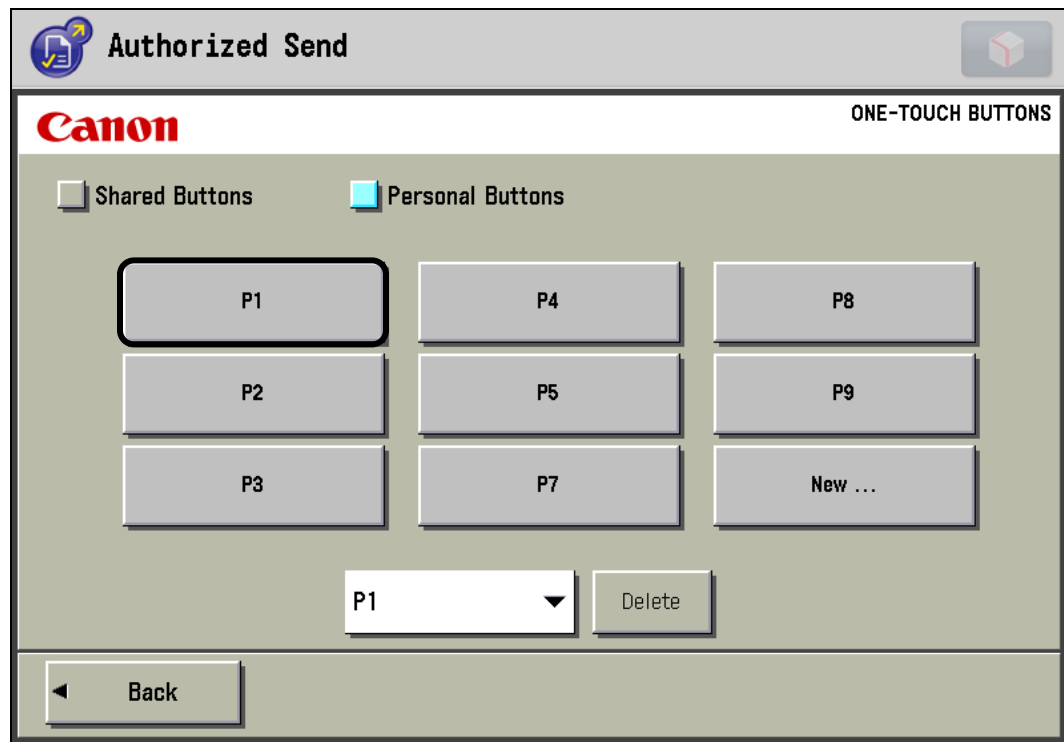 Authorized Send
Canon
ONE-TOUCH BUTTONS
Shared Buttons
Personal Buttons
P1
P4
P8
P2
P5
P9
P3
P7
New ...
P1
Delete
Back